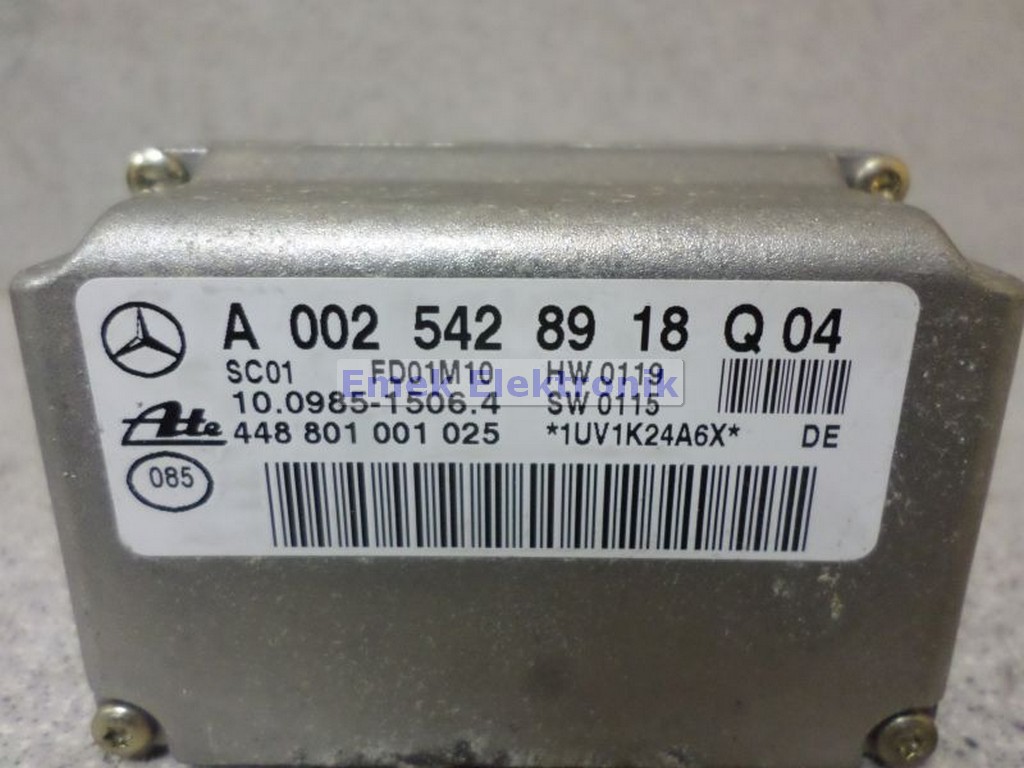 A 002 542 89 18 Q 04
SC01 FD01M10 HW 0119
Emek Elektronik
10.0985-1506.4 SW 0115
Ate 448 801 001 025 *1UV1K24A6X* DE
085